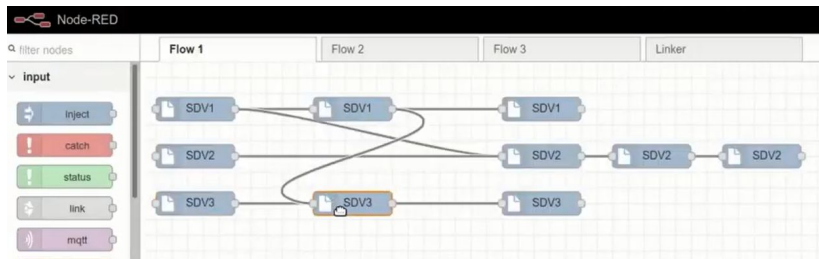 Node-RED
filter nodes
Flow 1
Flow 2
Flow 3
Linker
input
inject
catch
status
link
mqtt
SDV1
SDV1
SDV1
SDV2
SDV2
SDV2
SDV2
SDV3
SDV3
SDV3